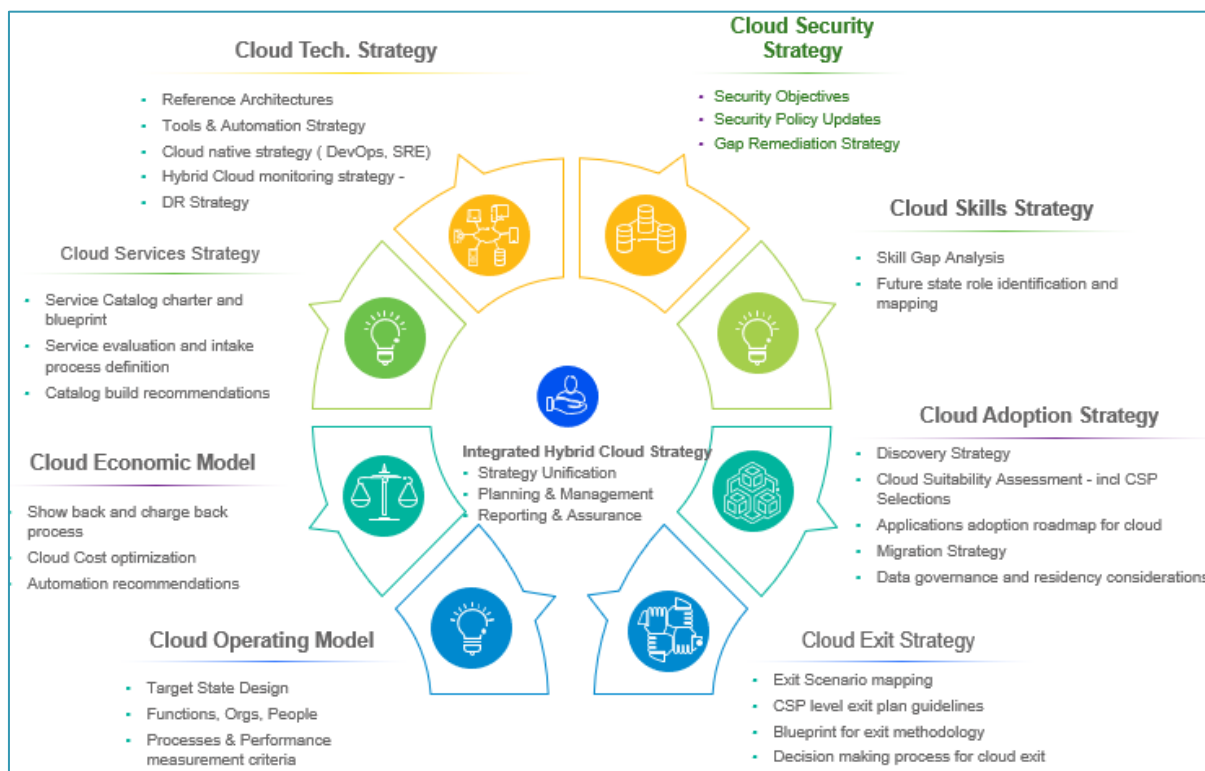 Cloud Tech. Strategy
Reference Architectures
Tools & Automation Strategy
Cloud native strategy ( DevOps, SRE)
Hybrid Cloud monitoring strategy -
DR Strategy
Cloud Security
Strategy
Security Objectives
Security Policy Updates
Gap Remediation Strategy
Cloud Services Strategy
Service Catalog charter and
blueprint
Service evaluation and intake
process definition
Catalog build recommendations
Cloud Skills Strategy
Skill Gap Analysis
Future state role identification and
mapping
Cloud Economic Model
Show back and charge back
process
Cloud Cost optimization
Automation recommendations
Integrated Hybrid Cloud Strategy
Strategy Unification
Planning & Management
Reporting & Assurance
Cloud Adoption Strategy
Discovery Strategy
Cloud Suitability Assessment - incl CSP
Selections
Applications adoption roadmap for cloud
Migration Strategy
Data governance and residency considerations
Cloud Operating Model
Target State Design
Functions, Orgs, People
Processes & Performance
measurement criteria
Cloud Exit Strategy
Exit Scenario mapping
CSP level exit plan guidelines
Blueprint for exit methodology
Decision making process for cloud exit